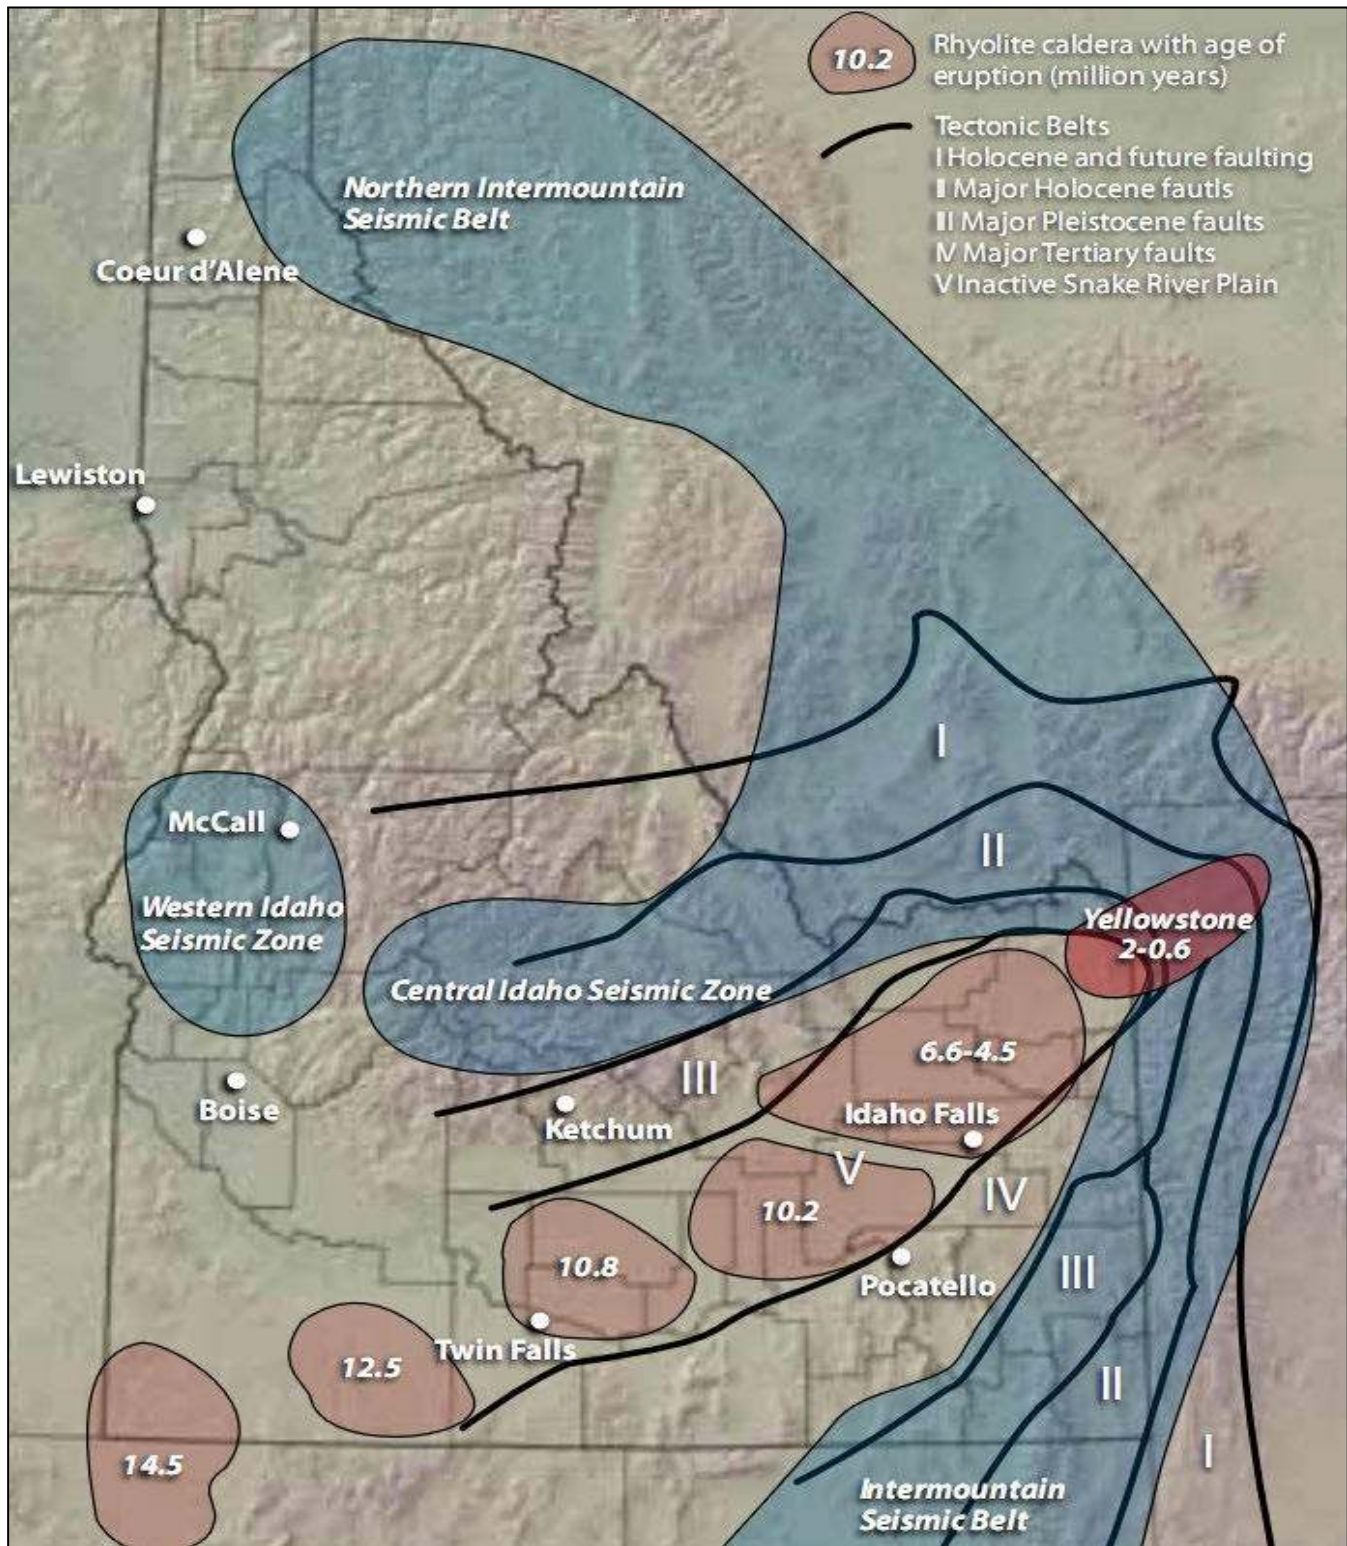 10.2
Rhyolite caldera with age of
eruption (million years)
Tectonic Belts
I Holocene and future faulting
II Major Holocene fautls
III Major Pleistocene faults
IV Major Tertiary faults
V Inactive Snake River Plain
Northern Intermountain
Seismic Belt
Coeur d'Alene
Lewiston
I
McCall
II
Western Idaho
Seismic Zone
Yellowstone
2-0.6
Central Idaho Seismic Zone
6.6-4.5
III
Boise
Ketchum
Idaho Falls
V
IV
10.2
10.8
Pocatello
III
Twin Falls
12.5
II
14.5
I
Intermountain
Seismic Belt